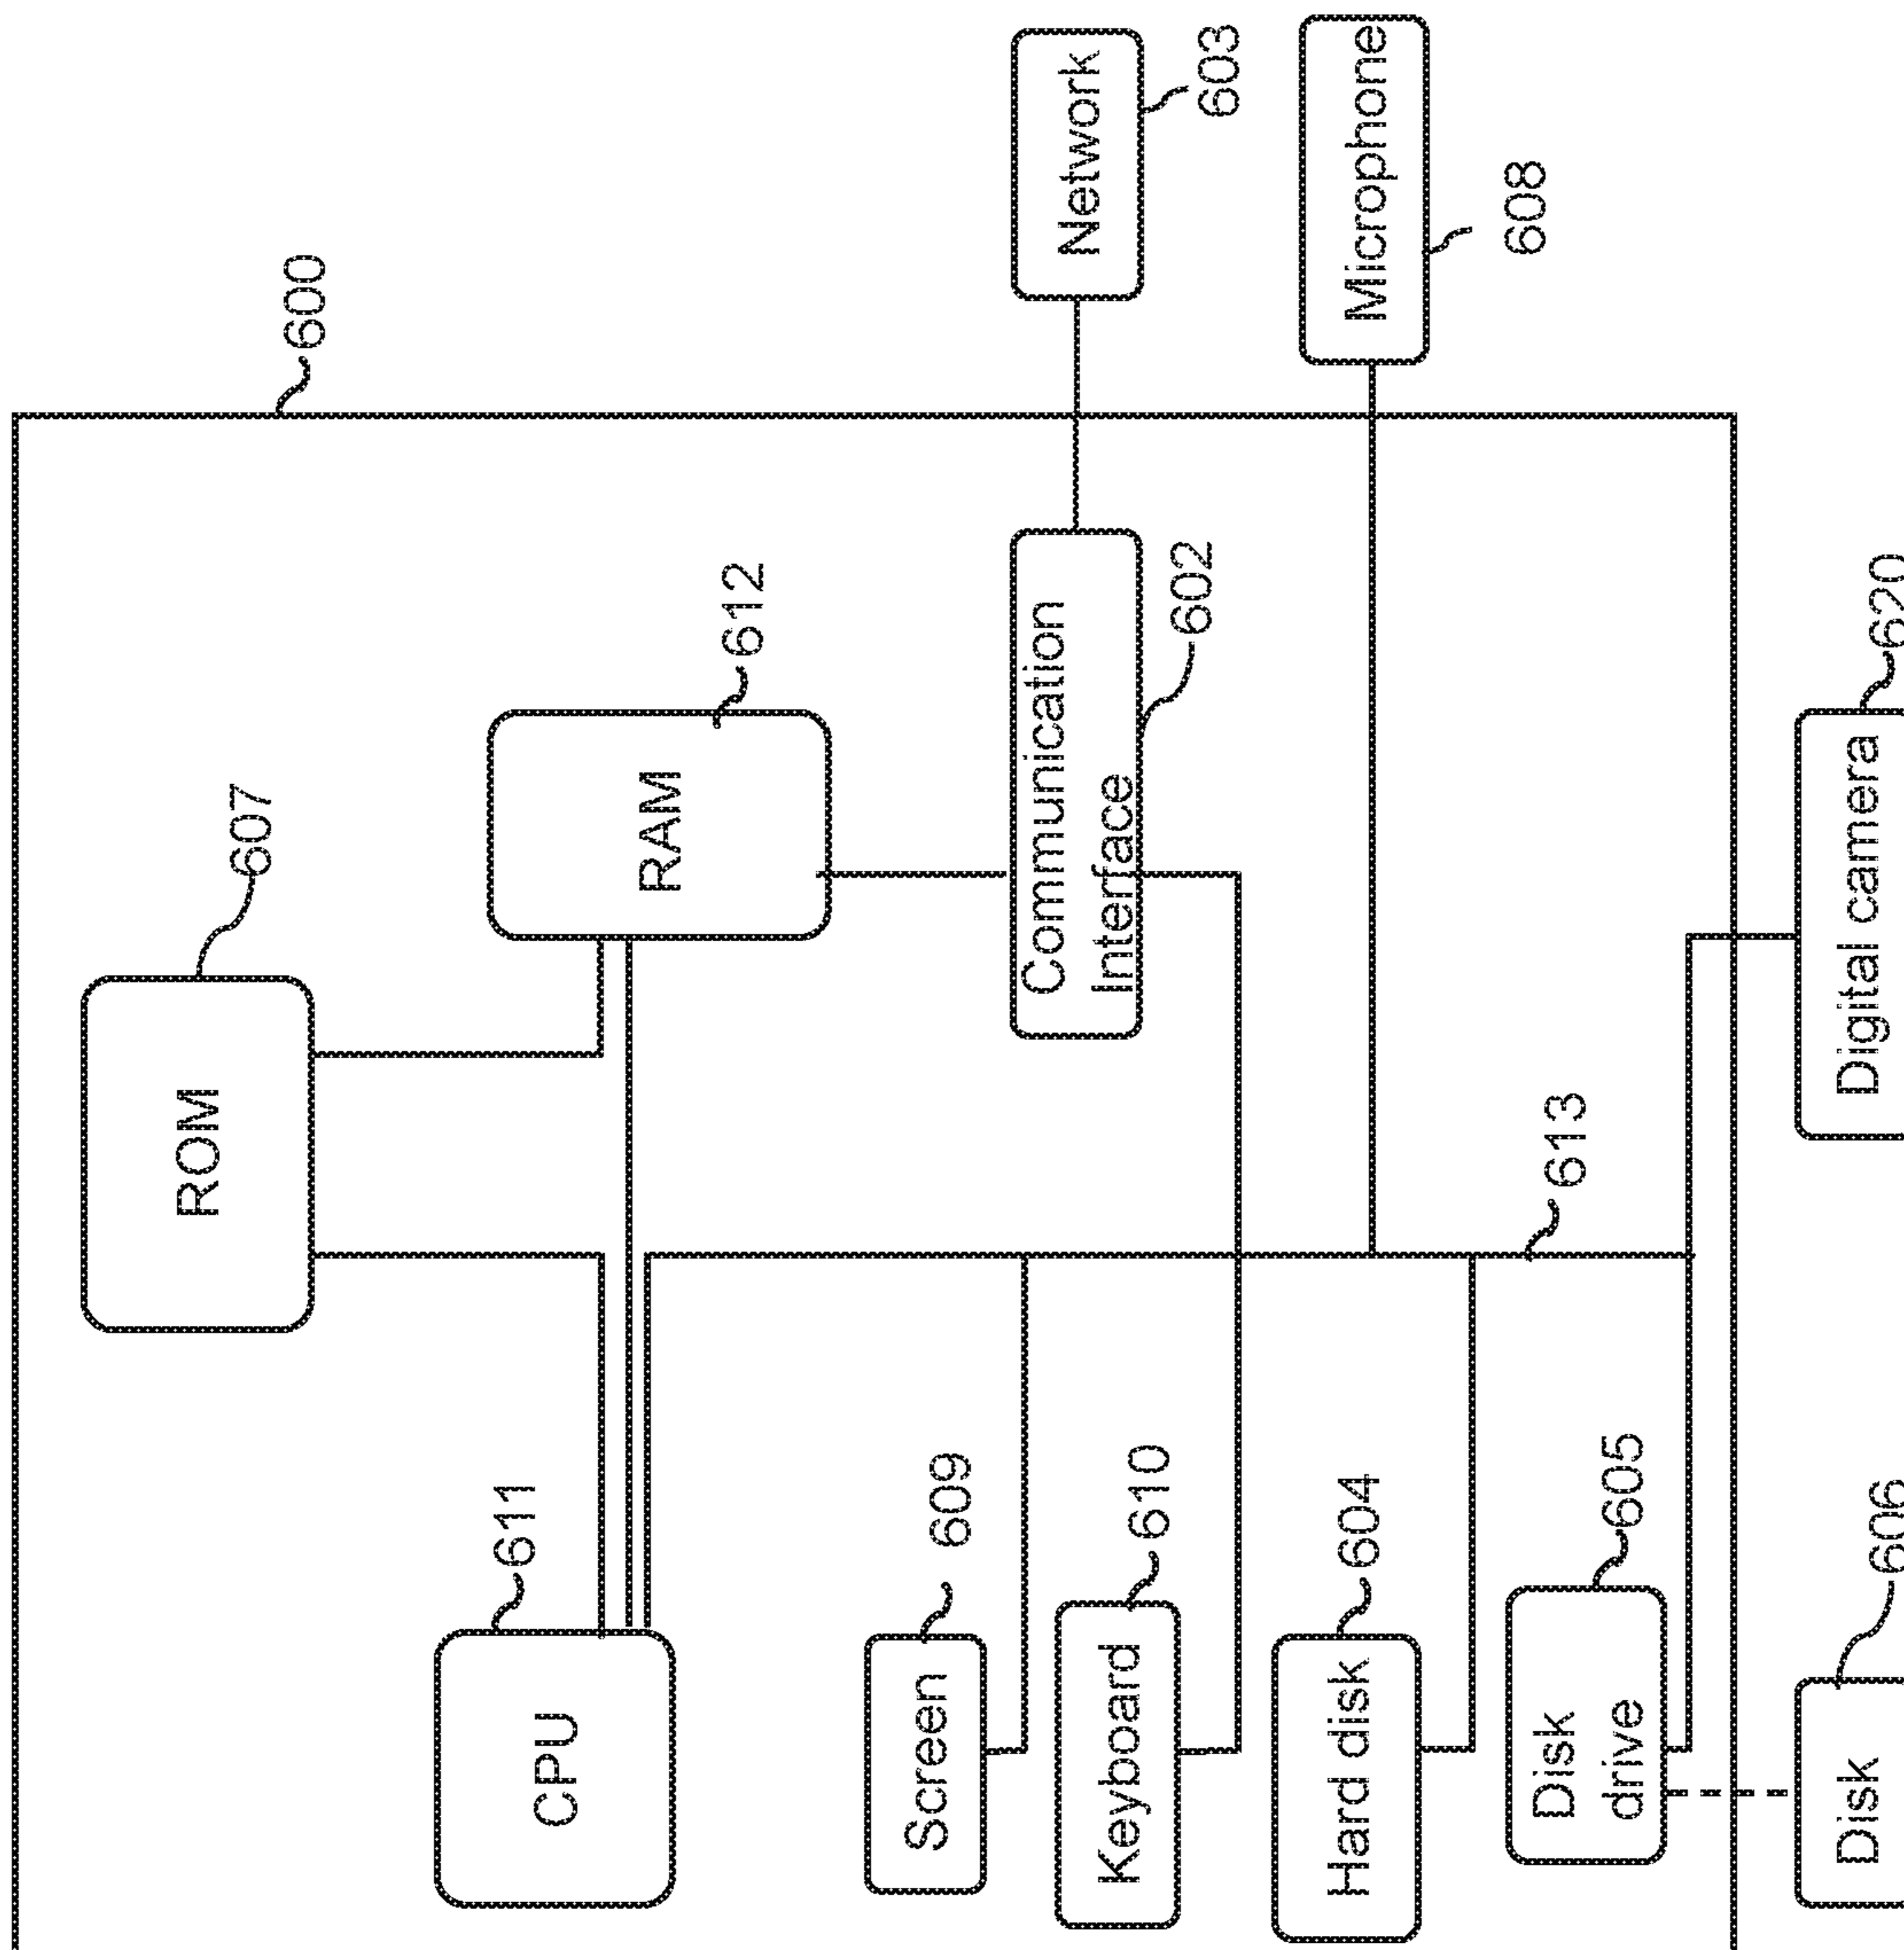 600
607
ROM
611
612
CPU
RAM
609
Screen
603
Network
602
Communication
Interface
610
Keyboard
608
Microphone
604
Hard disk
613
605
Disk
drive
606
Disk
620
Digital camera